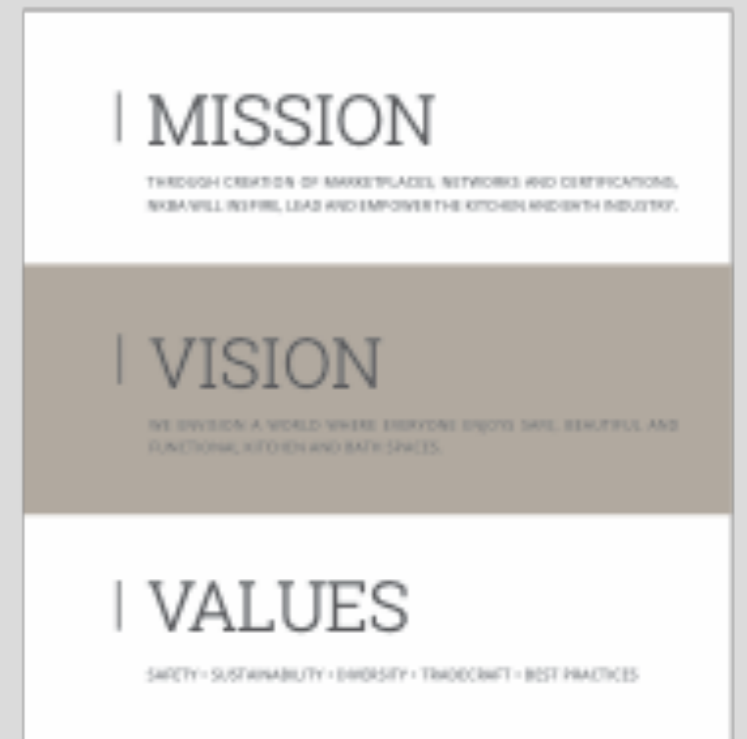 MISSION
THROUGH CREATION OF MARKETPLACES, NETWORKS AND CERTIFICATIONS,
NKBA WILL INSPIRE, LEAD AND EMPOWER THE KITCHEN AND BATH INDUSTRY.
VISION
WE ENVISION A WORLD WHERE EVERYONE ENJOYS SAFE, BEAUTIFUL AND
FUNCTIONAL KITCHEN AND BATH SPACES.
VALUES
SAFETY • SUSTAINABILITY • DIVERSITY • TRADECRAFT • BEST PRACTICES